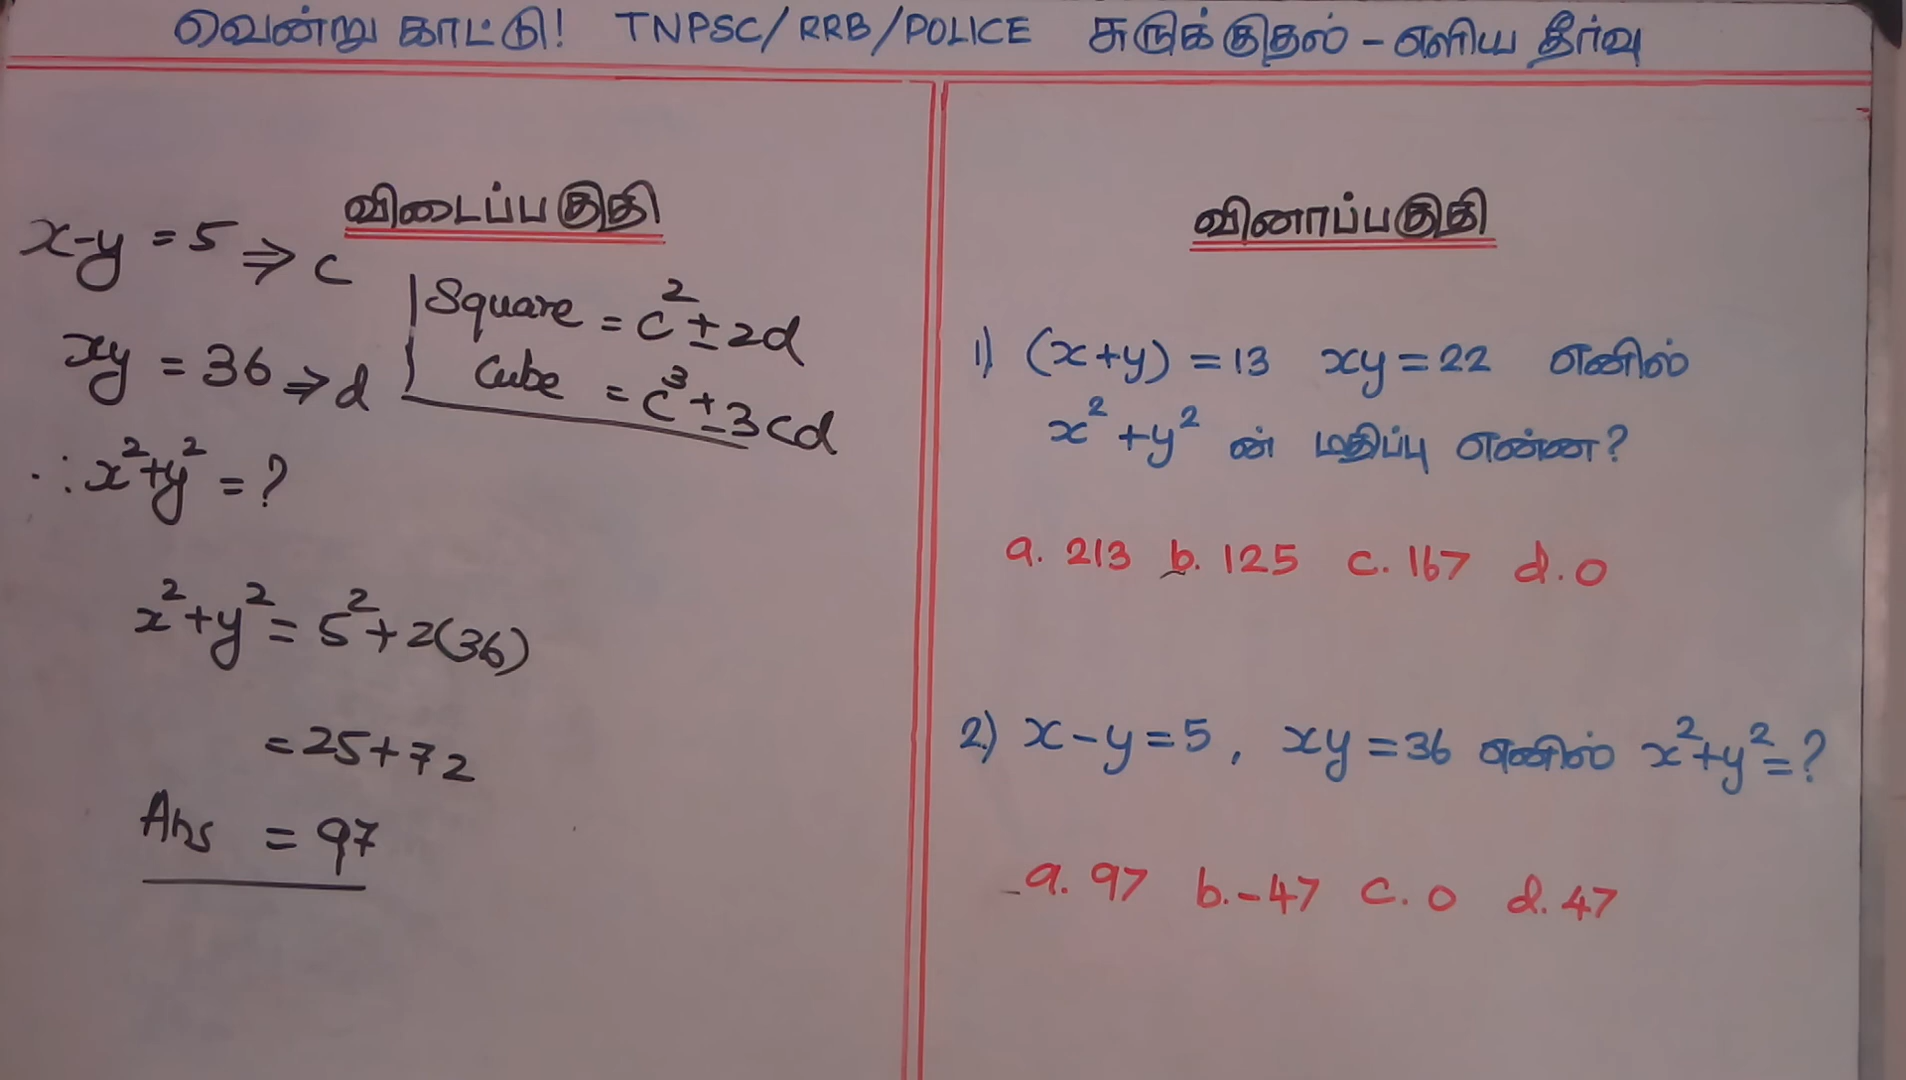 வென்று காட்டு! TNPSC/RRB/POLICE சுருக்குதல் - எளிய தீர்வு
விடைப்பகுதி
x-y = 5 ⇒ c
xy = 36 ⇒ d
Square = c² ± 2d
Cube = c³ ± 3cd
∴ x²+y² = ?
x²+y² = 5²+2(36)
= 25+72
Ans = 97
வினாப்பகுதி
1) (x+y) = 13 xy = 22 எனில்
x²+y² ன் மதிப்பு எண்ண?
a. 213 b. 125 c. 167 d. 0
2) x-y = 5, xy = 36 எனில் x²+y² = ?
a. 97 b. -47 c. 0 d. 47